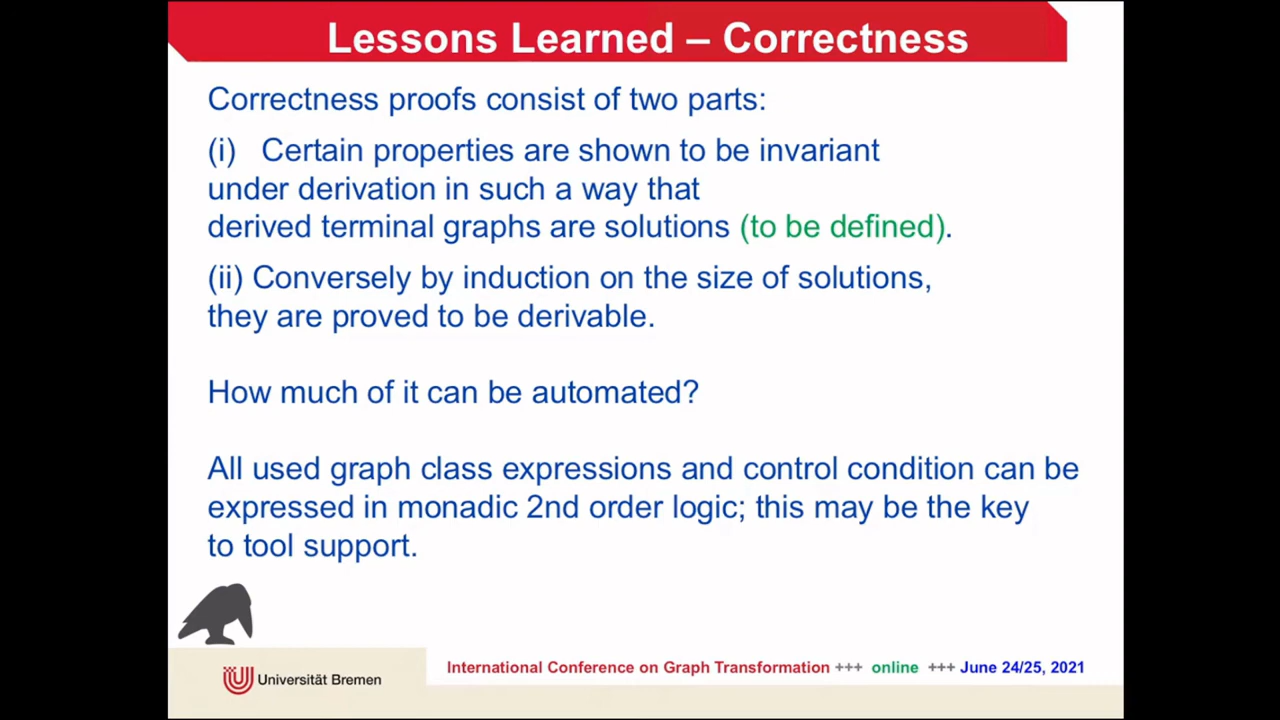 Lessons Learned – Correctness
Correctness proofs consist of two parts:
(i) Certain properties are shown to be invariant
under derivation in such a way that
derived terminal graphs are solutions (to be defined).
(ii) Conversely by induction on the size of solutions,
they are proved to be derivable.
How much of it can be automated?
All used graph class expressions and control condition can be
expressed in monadic 2nd order logic; this may be the key
to tool support.
International Conference on Graph Transformation +++ online +++ June 24/25, 2021
Universität Bremen